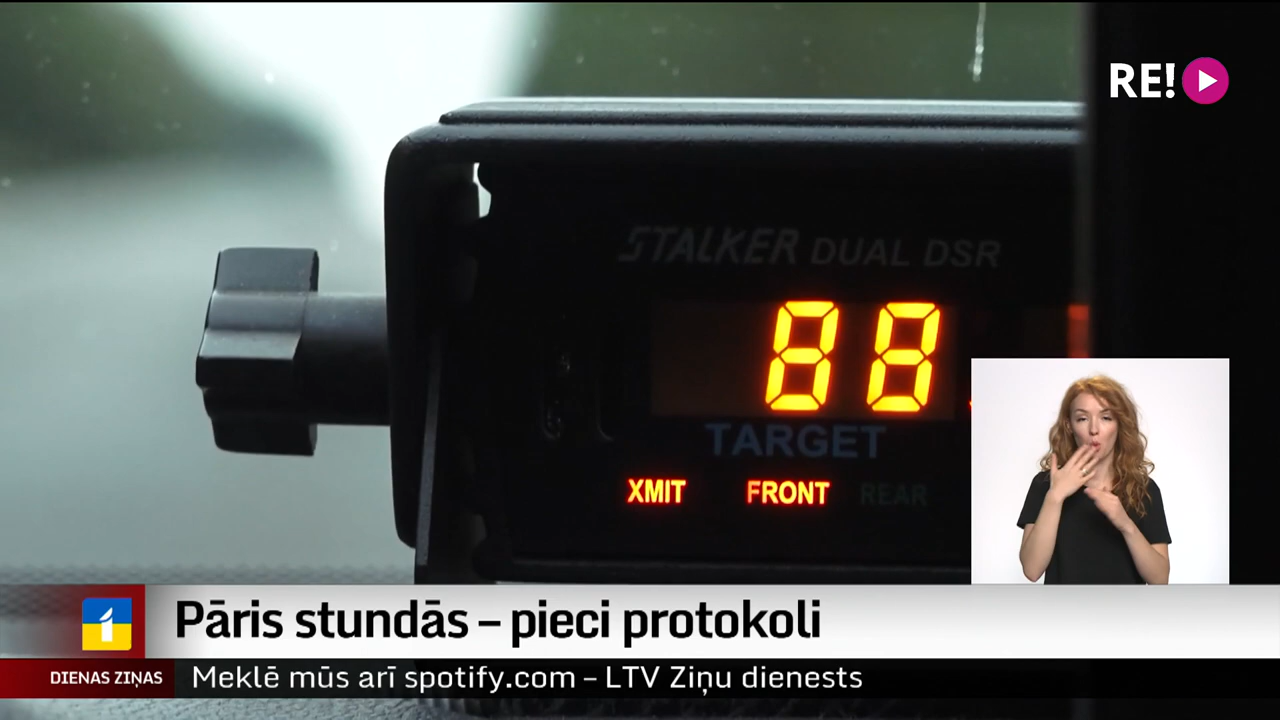 RE!
STALKER DUAL DSR
88
TARGET
XMIT FRONT REAR
1
Pāris stundās – pieci protokoli
DIENAS ZIŅAS
Meklē mūs arī spotify.com – LTV Ziņu dienests